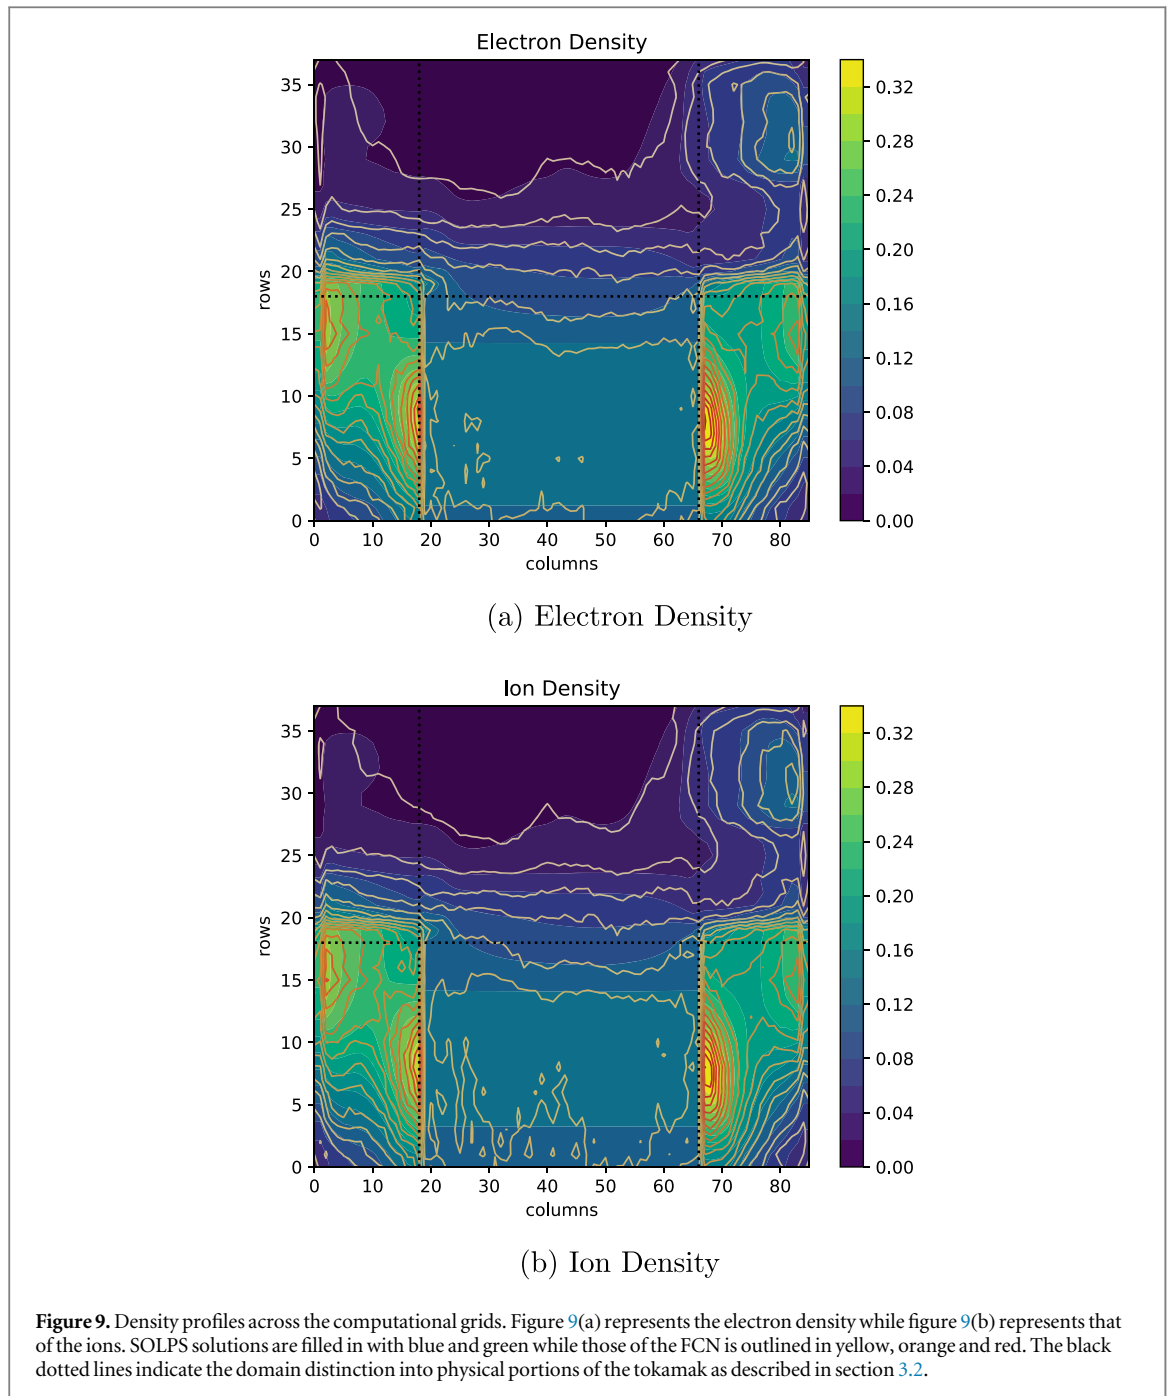 Electron Density
35
30
25
20
15
10
5
0
rows
0 10 20 30 40 50 60 70 80
columns
0.32
0.28
0.24
0.20
0.16
0.12
0.08
0.04
0.00
(a) Electron Density
Ion Density
35
30
25
20
15
10
5
0
rows
0 10 20 30 40 50 60 70 80
columns
0.32
0.28
0.24
0.20
0.16
0.12
0.08
0.04
0.00
(b) Ion Density
Figure 9. Density profiles across the computational grids. Figure 9(a) represents the electron density while figure 9(b) represents that
of the ions. SOLPS solutions are filled in with blue and green while those of the FCN is outlined in yellow, orange and red. The black
dotted lines indicate the domain distinction into physical portions of the tokamak as described in section 3.2.